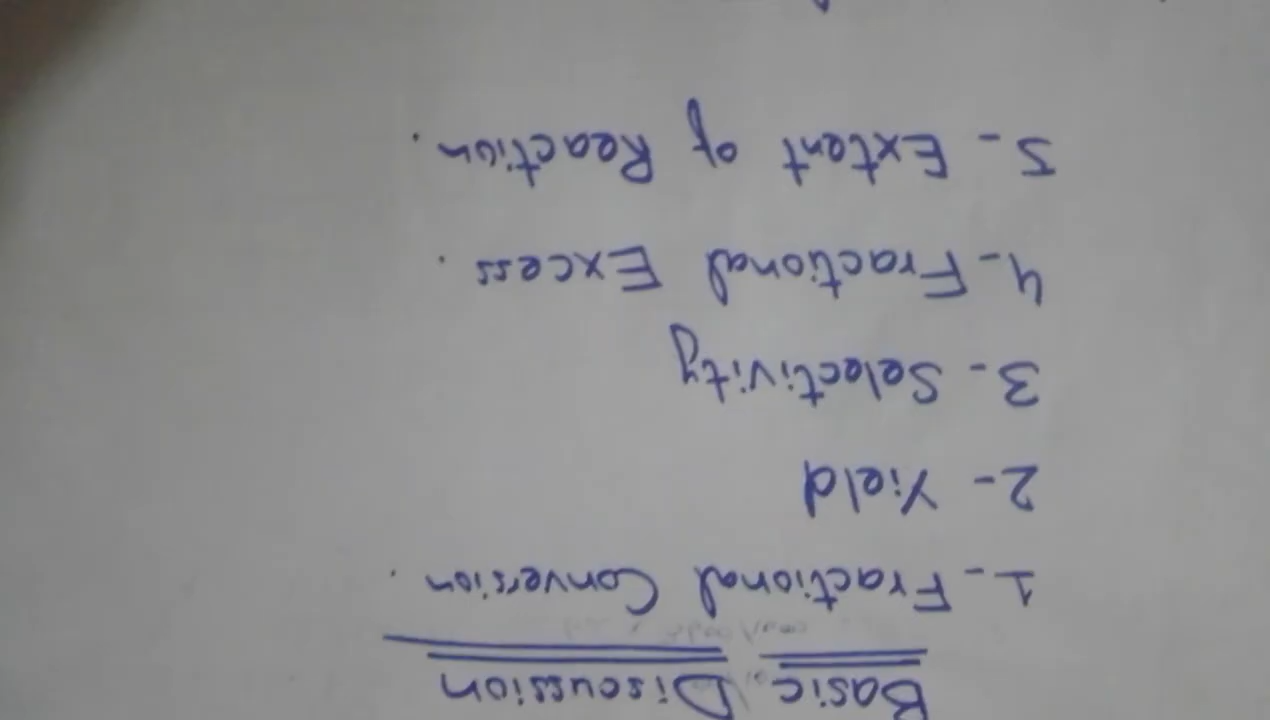 Basic Discussion
1- Fractional Conversion.
2- Yield
3- Selectivity
4- Fractional Excess.
5- Extent of Reaction.